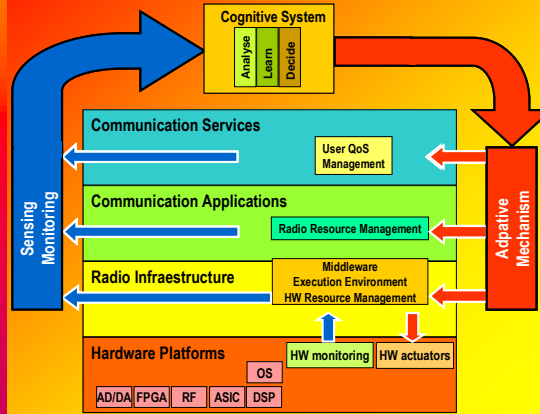 Cognitive System
Analyse
Learn
Decide
Communication Services
User QoS
Management
Communication Applications
Radio Resource Management
Radio Infraestructure
Middleware
Execution Environment
HW Resource Management
Hardware Platforms
HW monitoring
HW actuators
OS
AD/DA
FPGA
RF
ASIC
DSP
Sensing
Monitoring
Adpative
Mechanism